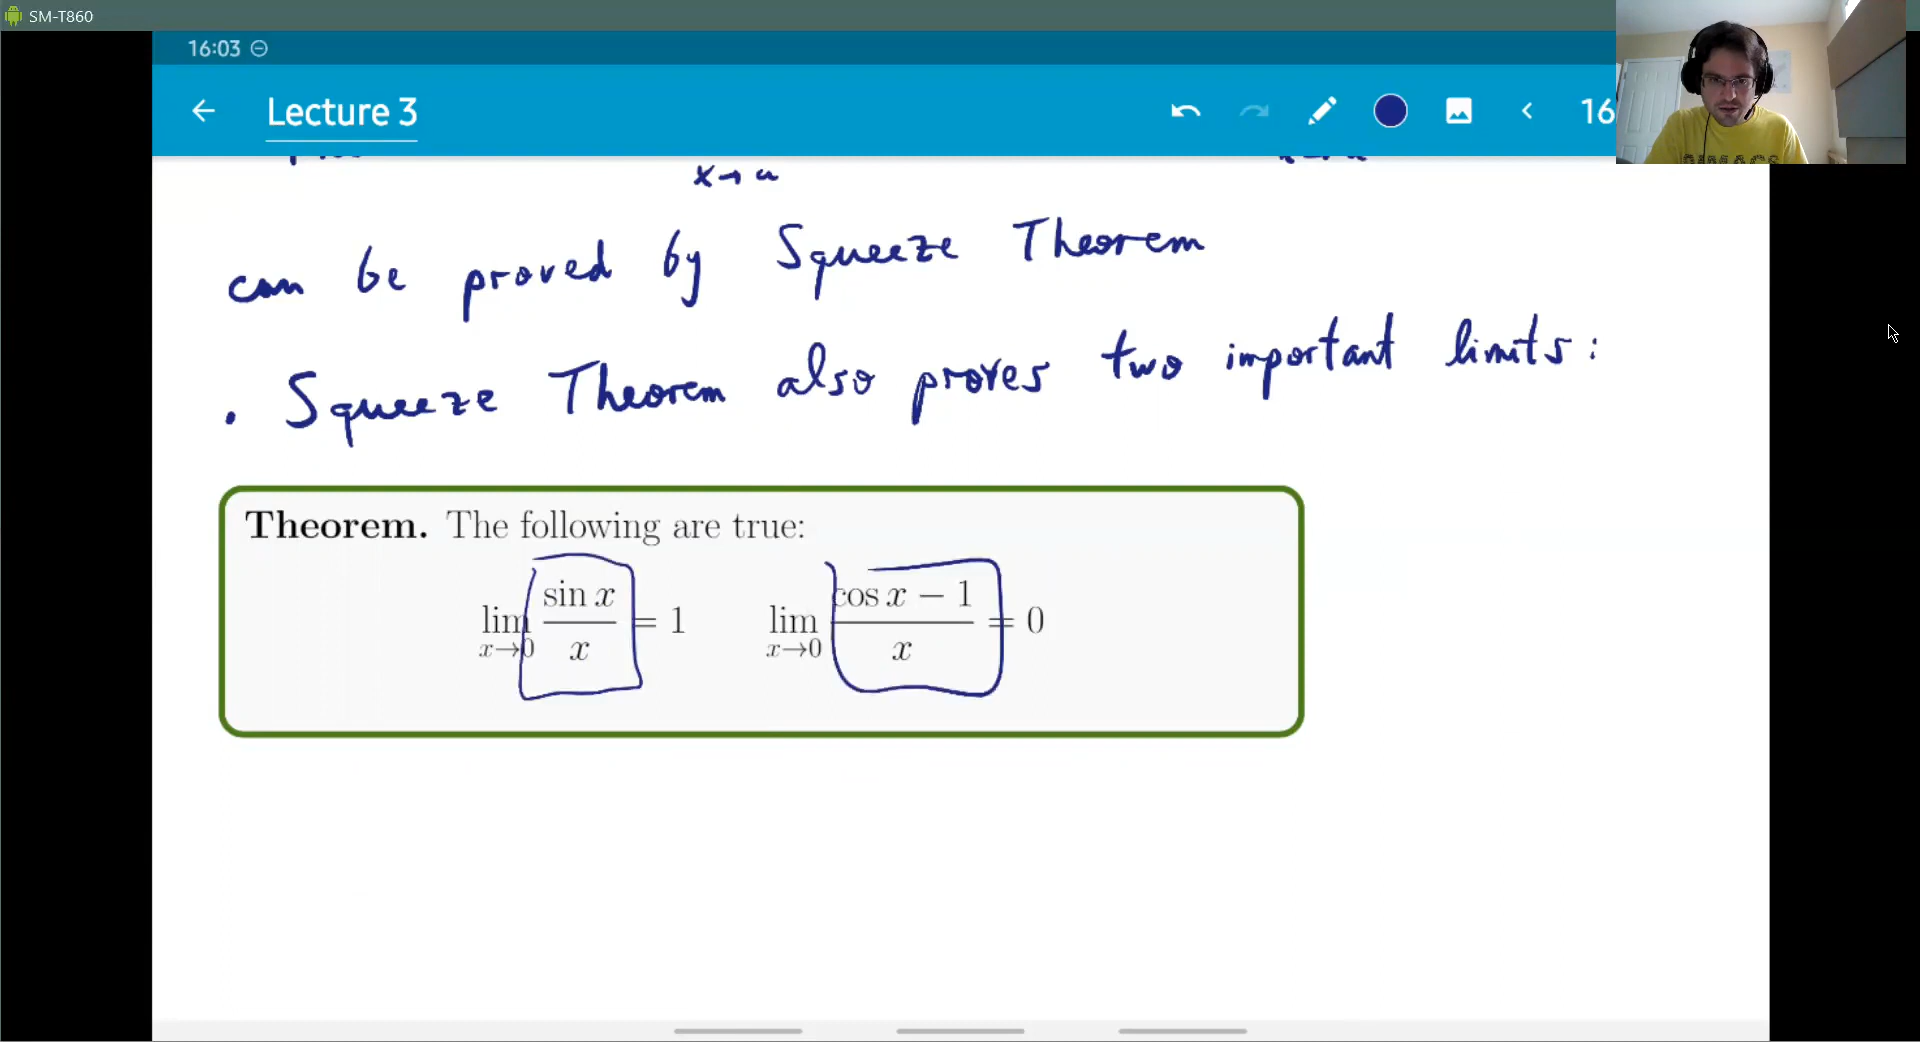 SM-T860
16:03
Lecture 3
16
x→a
can be proved by Squeeze Theorem
. Squeeze Theorem also proves two important limits:
Theorem. The following are true:
lim x→0 sin x / x = 1 lim x→0 cos x − 1 / x = 0